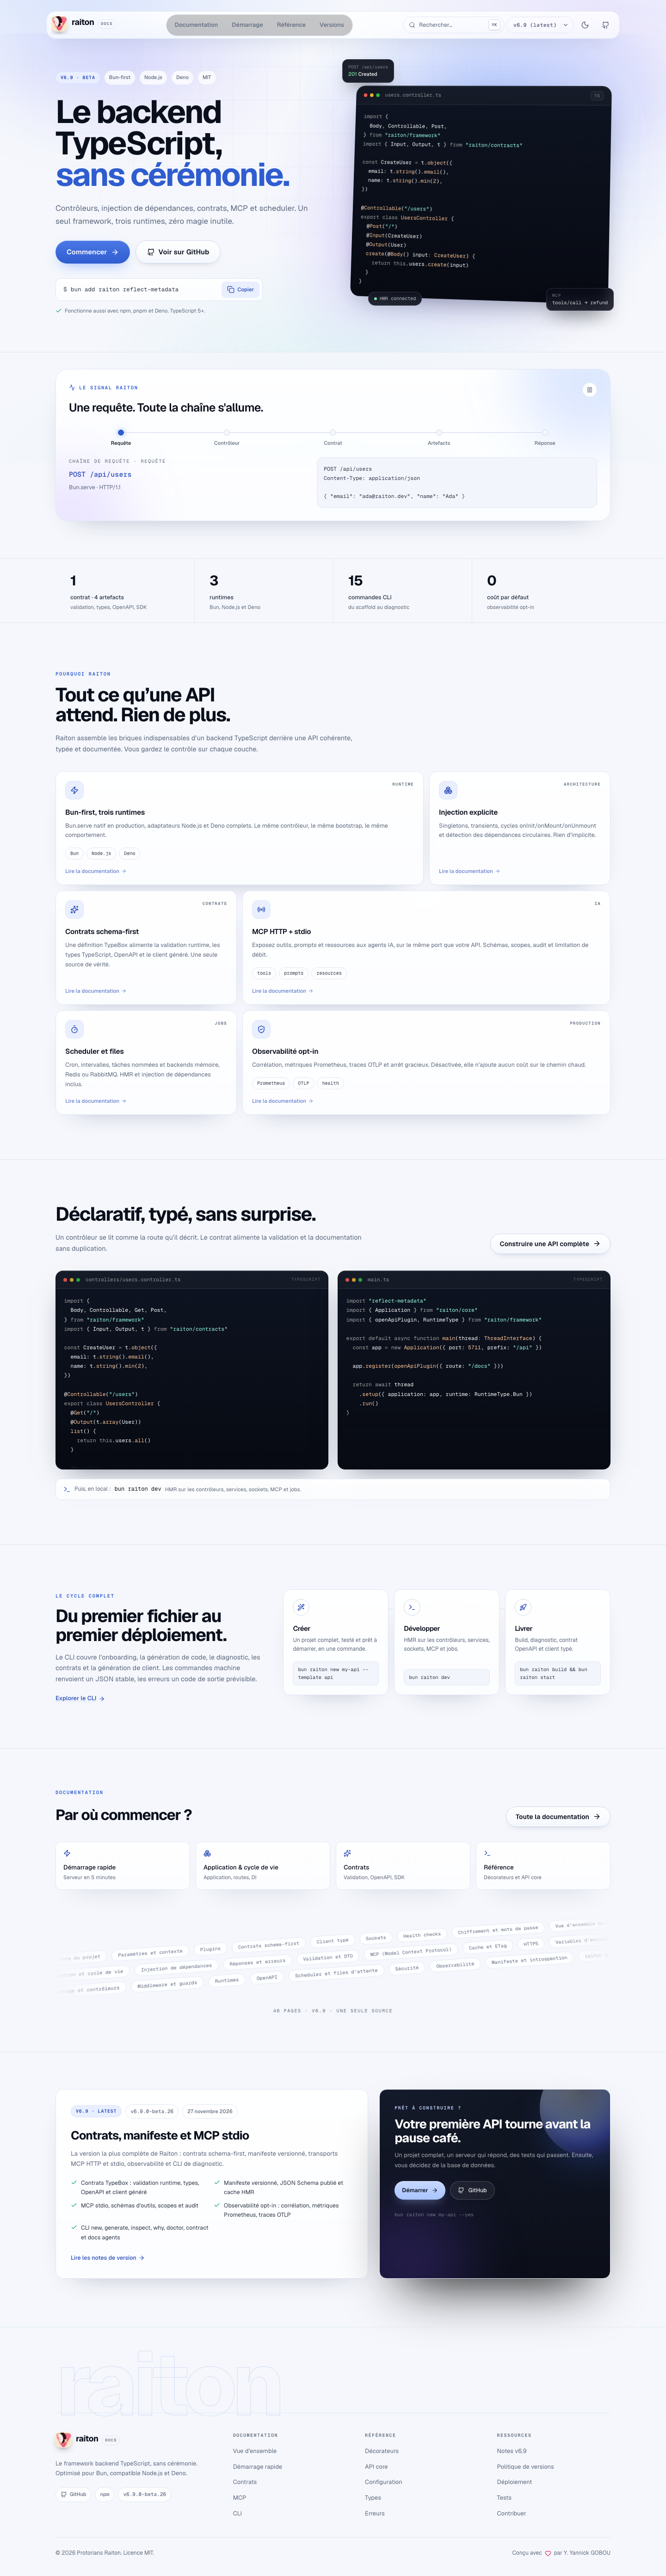 raiton DOCS Documentation Démarrage Référence Versions Rechercher... ⌘K v6.9 (latest)
V6.9 · BETA Bun-first Node.js Deno MIT
Le backend
TypeScript,
sans cérémonie.
Contrôleurs, injection de dépendances, contrats, MCP et scheduler. Un
seul framework, trois runtimes, zéro magie inutile.
Commencer → Voir sur GitHub
$ bun add raiton reflect-metadata Copier
Fonctionne aussi avec npm, pnpm et Deno. TypeScript 5+.
POST /api/users
201 Created
users.controller.ts TS
import {
Body, Controllable, Post,
} from "raiton/framework"
import { Input, Output, t } from "raiton/contracts"
const CreateUser = t.object({
email: t.string().email(),
name: t.string().min(2),
})
@Controllable("/users")
export class UsersController {
@Post("/")
@Input(CreateUser)
@Output(User)
create(@Body() input: CreateUser) {
return this.users.create(input)
}
}
HMR connected
MCP
tools/call → refund
LE SIGNAL RAITON
Une requête. Toute la chaîne s'allume.
Requête Contrôleur Contrat Artefacts Réponse
CHAÎNE DE REQUÊTE · REQUÊTE
POST /api/users
Bun.serve · HTTP/1.1
POST /api/users
Content-Type: application/json
{ "email": "ada@raiton.dev", "name": "Ada" }
1 3 15 0
contrat · 4 artefacts runtimes commandes CLI coût par défaut
validation, types, OpenAPI, SDK Bun, Node.js et Deno du scaffold au diagnostic observabilité opt-in
POURQUOI RAITON
Tout ce qu’une API
attend. Rien de plus.
Raiton assemble les briques indispensables d’un backend TypeScript derrière une API cohérente,
typée et documentée. Vous gardez le contrôle sur chaque couche.
RUNTIME
Bun-first, trois runtimes
Bun.serve natif en production, adaptateurs Node.js et Deno complets. Le même contrôleur, le même bootstrap, le même
comportement.
Bun Node.js Deno
Lire la documentation →
ARCHITECTURE
Injection explicite
Singletons, transients, cycles onInit/onMount/onUnmount
et détection des dépendances circulaires. Rien d’implicite.
Lire la documentation →
CONTRATS
Contrats schema-first
Une définition TypeBox alimente la validation runtime, les
types TypeScript, OpenAPI et le client généré. Une seule
source de vérité.
Lire la documentation →
IA
MCP HTTP + stdio
Exposez outils, prompts et ressources aux agents IA, sur le même port que votre API. Schémas, scopes, audit et limitation de
débit.
tools prompts resources
Lire la documentation →
JOBS
Scheduler et files
Cron, intervalles, tâches nommées et backends mémoire,
Redis ou RabbitMQ. HMR et injection de dépendances
inclus.
Lire la documentation →
PRODUCTION
Observabilité opt-in
Corrélation, métriques Prometheus, traces OTLP et arrêt gracieux. Désactivée, elle n’ajoute aucun coût sur le chemin chaud.
Prometheus OTLP health
Lire la documentation →
Déclaratif, typé, sans surprise.
Un contrôleur se lit comme la route qu’il décrit. Le contrat alimente la validation et la documentation
sans duplication.
Construire une API complète →
controllers/users.controller.ts TYPESCRIPT
import {
Body, Controllable, Get, Post,
} from "raiton/framework"
import { Input, Output, t } from "raiton/contracts"
const CreateUser = t.object({
email: t.string().email(),
name: t.string().min(2),
})
@Controllable("/users")
export class UsersController {
@Get("/")
@Output(t.array(User))
list() {
return this.users.all()
}
main.ts TYPESCRIPT
import "reflect-metadata"
import { Application } from "raiton/core"
import { openApiPlugin, RuntimeType } from "raiton/framework"
export default async function main(thread: ThreadInterface) {
const app = new Application({ port: 5711, prefix: "/api" })
app.register(openApiPlugin({ route: "/docs" }))
return await thread
.setup({ application: app, runtime: RuntimeType.Bun })
.run()
}
Puis, en local : bun raiton dev HMR sur les contrôleurs, services, sockets, MCP et jobs.
LE CYCLE COMPLET
Du premier fichier au
premier déploiement.
Le CLI couvre l’onboarding, la génération de code, le diagnostic, les
contrats et la génération de client. Les commandes machine
renvoient un JSON stable, les erreurs un code de sortie prévisible.
Explorer le CLI →
Créer
Un projet complet, testé et prêt à
démarrer, en une commande.
bun raiton new my-api --
template api
Développer
HMR sur les contrôleurs, services,
sockets, MCP et jobs.
bun raiton dev
Livrer
Build, diagnostic, contrat
OpenAPI et client typé.
bun raiton build && bun
raiton start
DOCUMENTATION
Par où commencer ?
Toute la documentation →
Démarrage rapide Application & cycle de vie Contrats Référence
Serveur en 5 minutes Application, routes, DI Validation, OpenAPI, SDK Décorateurs et API core
du projet Paramètres et contexte Plugins Contrats schema-first Client typé Sockets Health checks Chiffrement et mots de passe Vue d'ensemble
et cycle de vie Injection de dépendances Réponses et erreurs Validation et DTO MCP (Model Context Protocol) Cache et ETag HTTPS Variables d'
et contrôleurs Middleware et guards Runtimes OpenAPI Scheduler et files d'attente Sécurité Observabilité Manifeste et introspection
46 PAGES · V6.9 · UNE SEULE SOURCE
V6.9 · LATEST v6.9.0-beta.26 27 novembre 2026
Contrats, manifeste et MCP stdio
La version la plus complète de Raiton : contrats schema-first, manifeste versionné, transports
MCP HTTP et stdio, observabilité et CLI de diagnostic.
Contrats TypeBox : validation runtime, types,
OpenAPI et client généré
Manifeste versionné, JSON Schema publié et
cache HMR
MCP stdio, schémas d’outils, scopes et audit
Observabilité opt-in : corrélation, métriques
Prometheus, traces OTLP
CLI new, generate, inspect, why, doctor, contract
et docs agents
Lire les notes de version →
PRÊT À CONSTRUIRE ?
Votre première API tourne avant la
pause café.
Un projet complet, un serveur qui répond, des tests qui passent. Ensuite,
vous décidez de la base de données.
Démarrer → GitHub
bun raiton new my-api --yes
raiton
raiton DOCS
Le framework backend TypeScript, sans cérémonie.
Optimisé pour Bun, compatible Node.js et Deno.
GitHub npm v6.9.0-beta.26
DOCUMENTATION
Vue d’ensemble
Démarrage rapide
Contrats
MCP
CLI
RÉFÉRENCE
Décorateurs
API core
Configuration
Types
Erreurs
RESSOURCES
Notes v6.9
Politique de versions
Déploiement
Tests
Contribuer
© 2026 Protorians Raiton. Licence MIT.
Conçu avec ♡ par Y. Yannick GOBOU